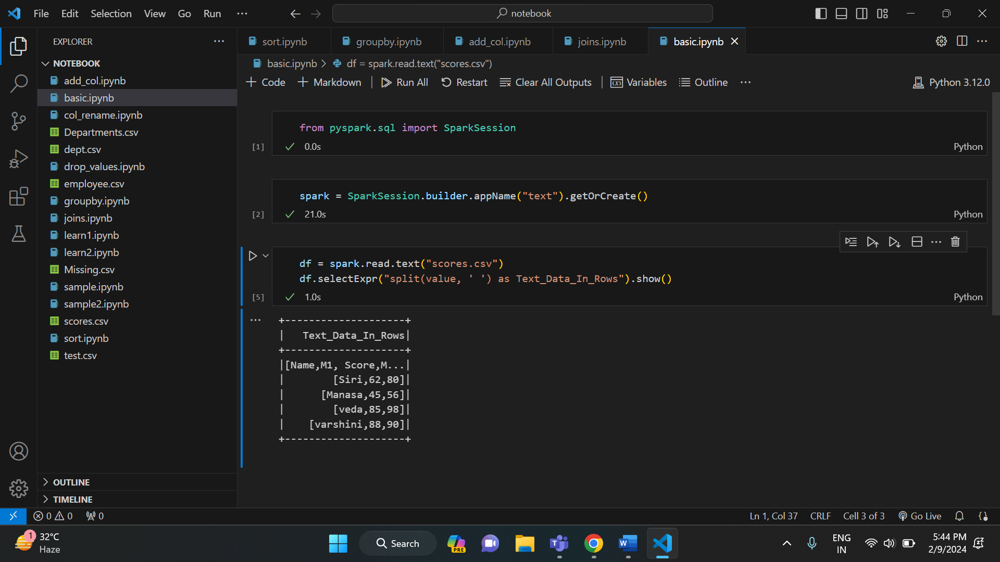 File Edit Selection View Go Run ··· notebook
EXPLORER ···
NOTEBOOK
add_col.ipynb
basic.ipynb
col_rename.ipynb
Departments.csv
dept.csv
drop_values.ipynb
employee.csv
groupby.ipynb
joins.ipynb
learn1.ipynb
learn2.ipynb
Missing.csv
sample.ipynb
sample2.ipynb
scores.csv
sort.ipynb
test.csv
OUTLINE
TIMELINE
sort.ipynb groupby.ipynb add_col.ipynb joins.ipynb basic.ipynb
basic.ipynb > df = spark.read.text("scores.csv")
+ Code + Markdown | Run All Restart Clear All Outputs | Variables Outline ··· Python 3.12.0
from pyspark.sql import SparkSession
[1] 0.0s Python
spark = SparkSession.builder.appName("text").getOrCreate()
[2] 21.0s Python
df = spark.read.text("scores.csv")
df.selectExpr("split(value, ' ') as Text_Data_In_Rows").show()
[5] 1.0s Python
+--------------------+
|   Text_Data_In_Rows|
+--------------------+
|[Name,M1, Score,M...|
|        [Siri,62,80]|
|      [Manasa,45,56]|
|        [veda,85,98]|
|    [varshini,88,90]|
+--------------------+
0 0 0 Ln 1, Col 37 CRLF Cell 3 of 3 Go Live
1 32°C
Haze
Search
PRE
ENG
IN
5:44 PM
2/9/2024